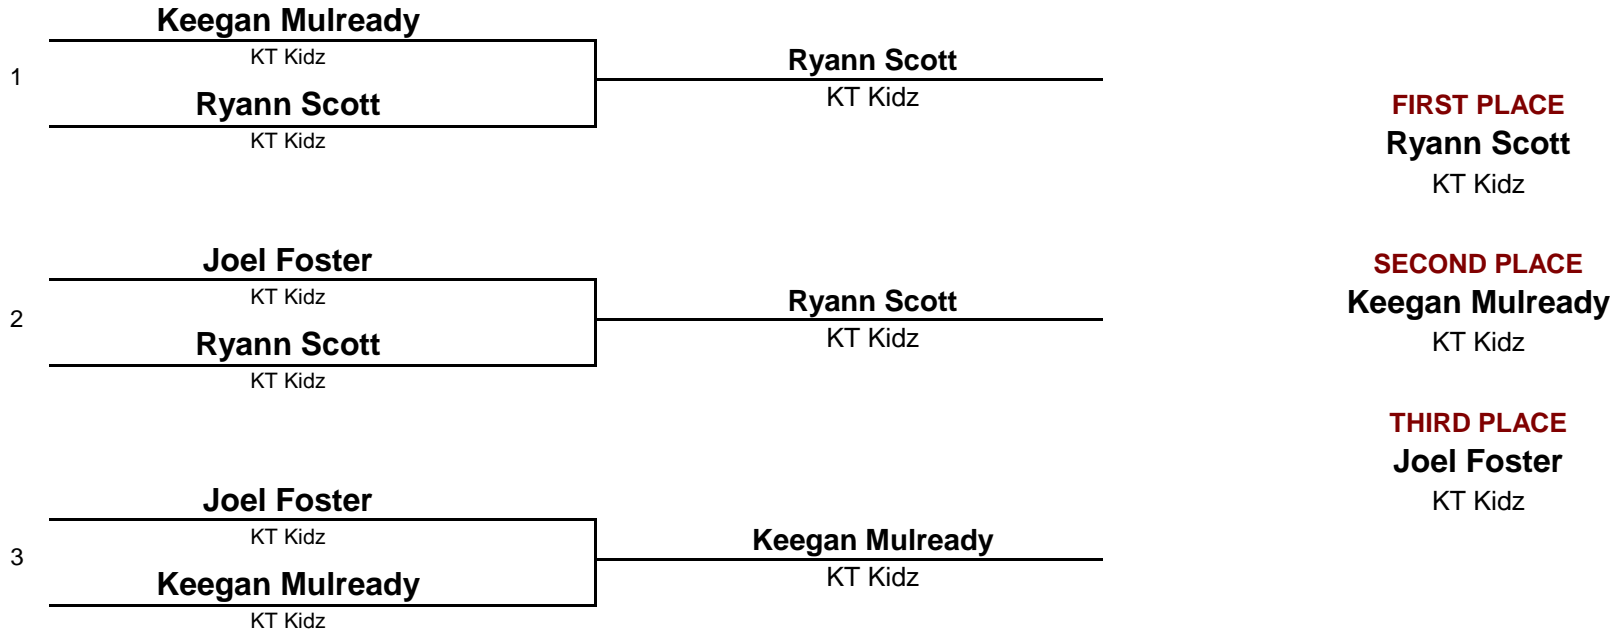 Keegan Mulready
KT Kidz
1
Ryann Scott
KT Kidz
Ryann Scott
KT Kidz
Joel Foster
KT Kidz
2
Ryann Scott
KT Kidz
Ryann Scott
KT Kidz
Joel Foster
KT Kidz
3
Keegan Mulready
KT Kidz
Keegan Mulready
KT Kidz
FIRST PLACE
Ryann Scott
KT Kidz
SECOND PLACE
Keegan Mulready
KT Kidz
THIRD PLACE
Joel Foster
KT Kidz